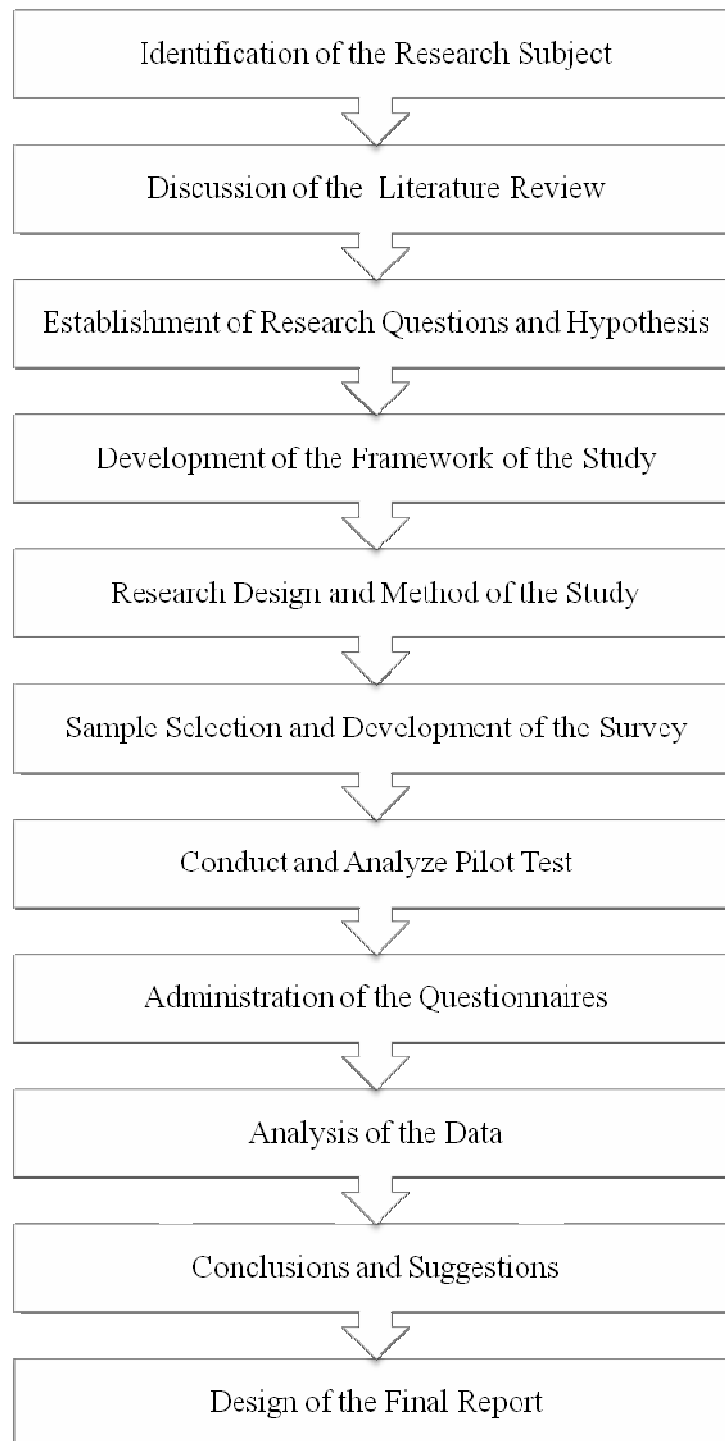 Identification of the Research Subject
Discussion of the Literature Review
Establishment of Research Questions and Hypothesis
Development of the Framework of the Study
Research Design and Method of the Study
Sample Selection and Development of the Survey
Conduct and Analyze Pilot Test
Administration of the Questionnaires
Analysis of the Data
Conclusions and Suggestions
Design of the Final Report